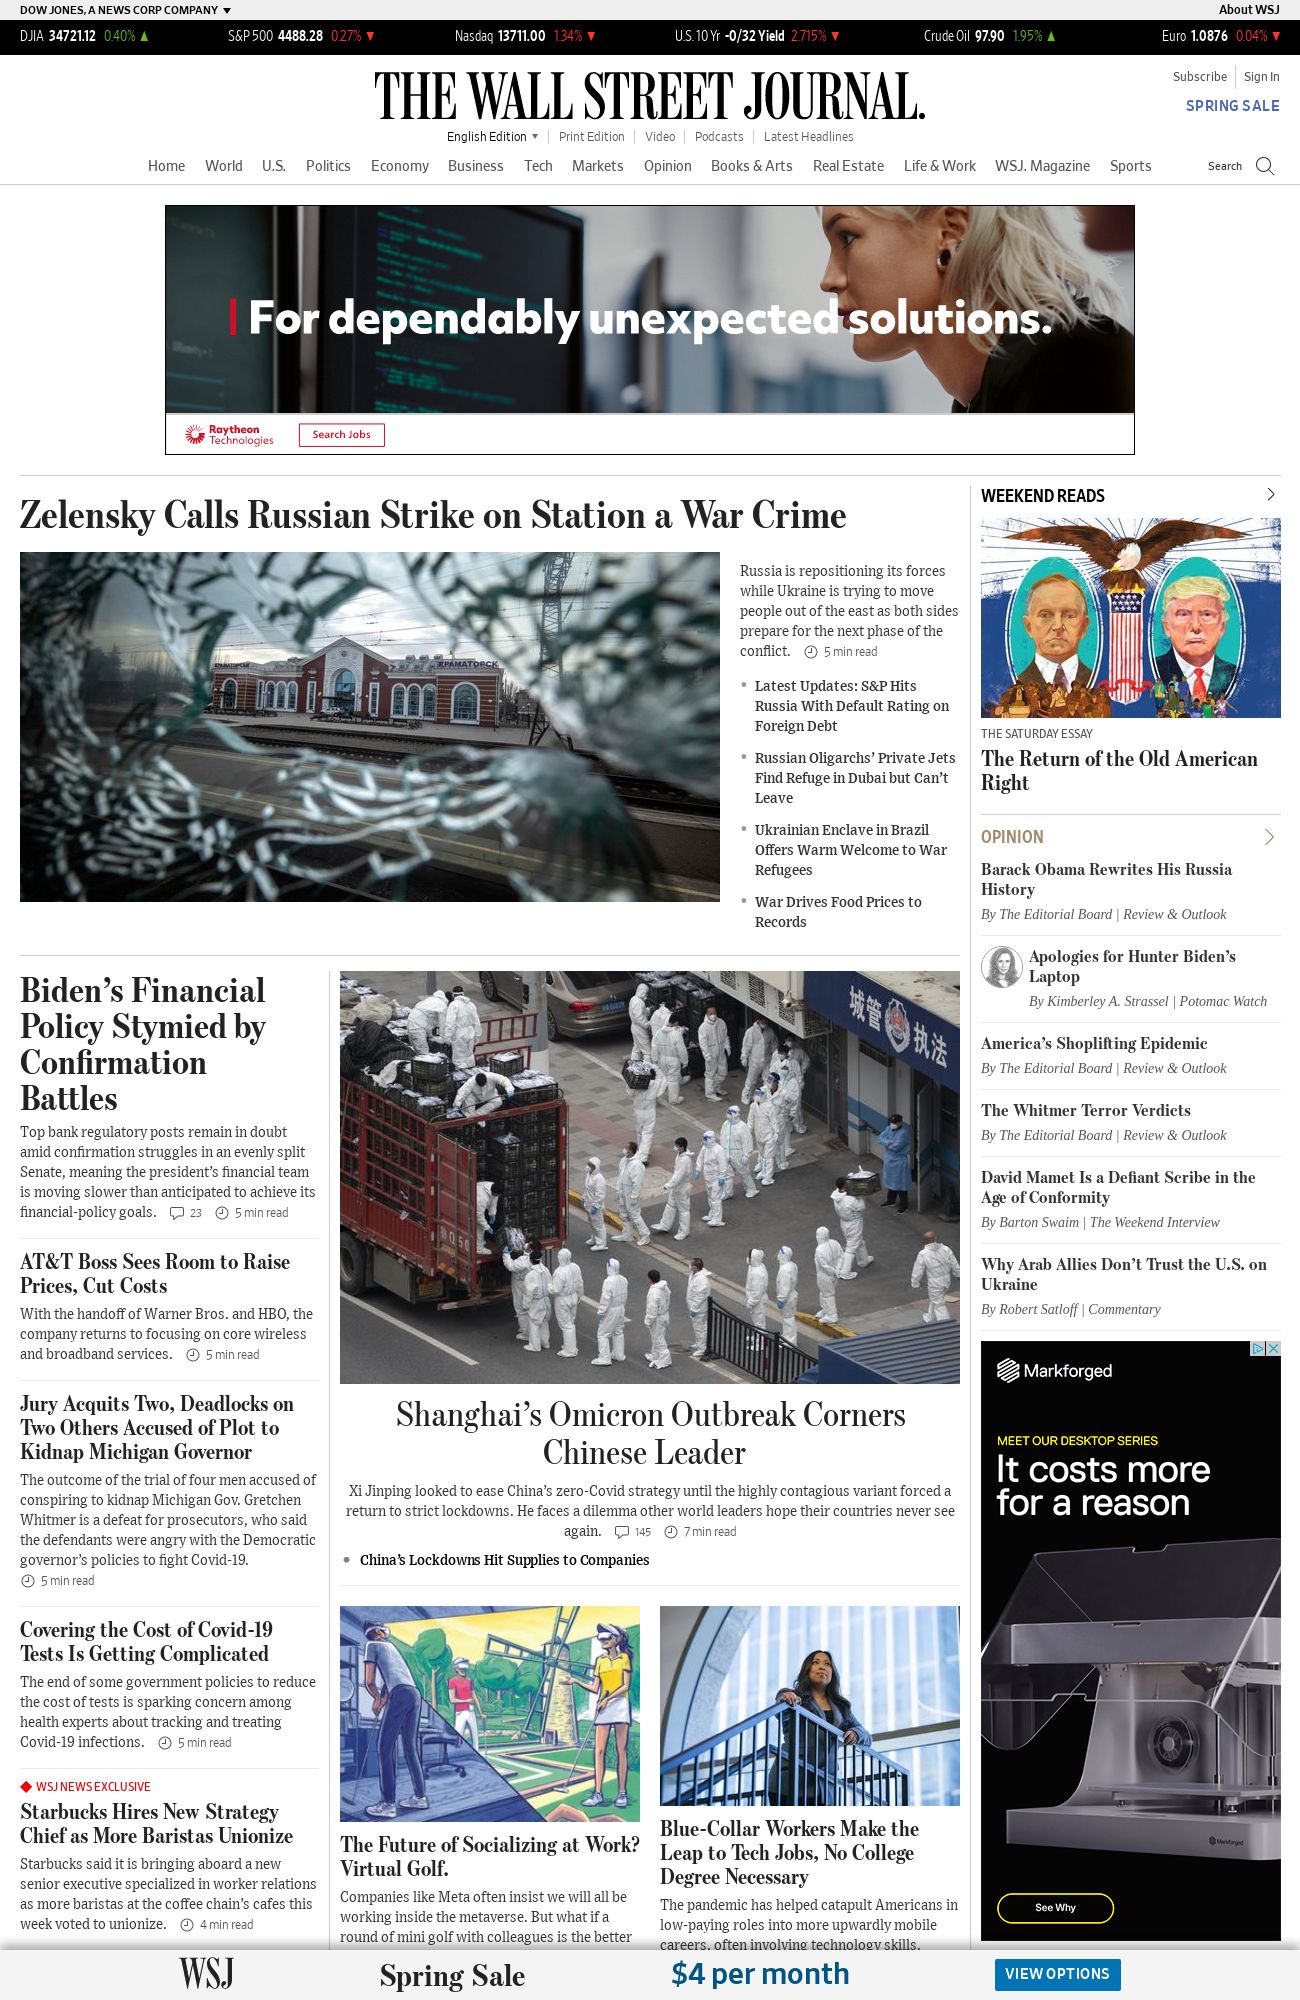 DOW JONES, A NEWS CORP COMPANY
About WSJ
DJIA 34721.12 0.40%
S&P 500 4488.28 0.27%
Nasdaq 13711.00 1.34%
U.S. 10 Yr -0/32 Yield 2.715%
Crude Oil 97.90 1.95%
Euro 1.0876 0.04%
THE WALL STREET JOURNAL.
Subscribe
Sign In
SPRING SALE
English Edition
Print Edition
Video
Podcasts
Latest Headlines
Home
World
U.S.
Politics
Economy
Business
Tech
Markets
Opinion
Books & Arts
Real Estate
Life & Work
WSJ. Magazine
Sports
Search
For dependably unexpected solutions.
Raytheon
Technologies
Search Jobs
Zelensky Calls Russian Strike on Station a War Crime
КРАМАТОРСК
Russia is repositioning its forces
while Ukraine is trying to move
people out of the east as both sides
prepare for the next phase of the
conflict. 5 min read
Latest Updates: S&P Hits
Russia With Default Rating on
Foreign Debt
Russian Oligarchs’ Private Jets
Find Refuge in Dubai but Can’t
Leave
Ukrainian Enclave in Brazil
Offers Warm Welcome to War
Refugees
War Drives Food Prices to
Records
Biden’s Financial
Policy Stymied by
Confirmation
Battles
Top bank regulatory posts remain in doubt
amid confirmation struggles in an evenly split
Senate, meaning the president’s financial team
is moving slower than anticipated to achieve its
financial-policy goals. 23 5 min read
AT&T Boss Sees Room to Raise
Prices, Cut Costs
With the handoff of Warner Bros. and HBO, the
company returns to focusing on core wireless
and broadband services. 5 min read
Jury Acquits Two, Deadlocks on
Two Others Accused of Plot to
Kidnap Michigan Governor
The outcome of the trial of four men accused of
conspiring to kidnap Michigan Gov. Gretchen
Whitmer is a defeat for prosecutors, who said
the defendants were angry with the Democratic
governor’s policies to fight Covid-19.
5 min read
Covering the Cost of Covid-19
Tests Is Getting Complicated
The end of some government policies to reduce
the cost of tests is sparking concern among
health experts about tracking and treating
Covid-19 infections. 5 min read
WSJ NEWS EXCLUSIVE
Starbucks Hires New Strategy
Chief as More Baristas Unionize
Starbucks said it is bringing aboard a new
senior executive specialized in worker relations
as more baristas at the coffee chain’s cafes this
week voted to unionize. 4 min read
城管 执法
Shanghai’s Omicron Outbreak Corners
Chinese Leader
Xi Jinping looked to ease China’s zero-Covid strategy until the highly contagious variant forced a
return to strict lockdowns. He faces a dilemma other world leaders hope their countries never see
again. 145 7 min read
China’s Lockdowns Hit Supplies to Companies
The Future of Socializing at Work?
Virtual Golf.
Companies like Meta often insist we will all be
working inside the metaverse. But what if a
round of mini golf with colleagues is the better
Blue-Collar Workers Make the
Leap to Tech Jobs, No College
Degree Necessary
The pandemic has helped catapult Americans in
low-paying roles into more upwardly mobile
careers, often involving technology skills.
WEEKEND READS
THE SATURDAY ESSAY
The Return of the Old American
Right
OPINION
Barack Obama Rewrites His Russia
History
By The Editorial Board | Review & Outlook
Apologies for Hunter Biden’s
Laptop
By Kimberley A. Strassel | Potomac Watch
America’s Shoplifting Epidemic
By The Editorial Board | Review & Outlook
The Whitmer Terror Verdicts
By The Editorial Board | Review & Outlook
David Mamet Is a Defiant Scribe in the
Age of Conformity
By Barton Swaim | The Weekend Interview
Why Arab Allies Don’t Trust the U.S. on
Ukraine
By Robert Satloff | Commentary
Markforged
MEET OUR DESKTOP SERIES
It costs more
for a reason
Markforged
See Why
WSJ
Spring Sale
$4 per month
VIEW OPTIONS